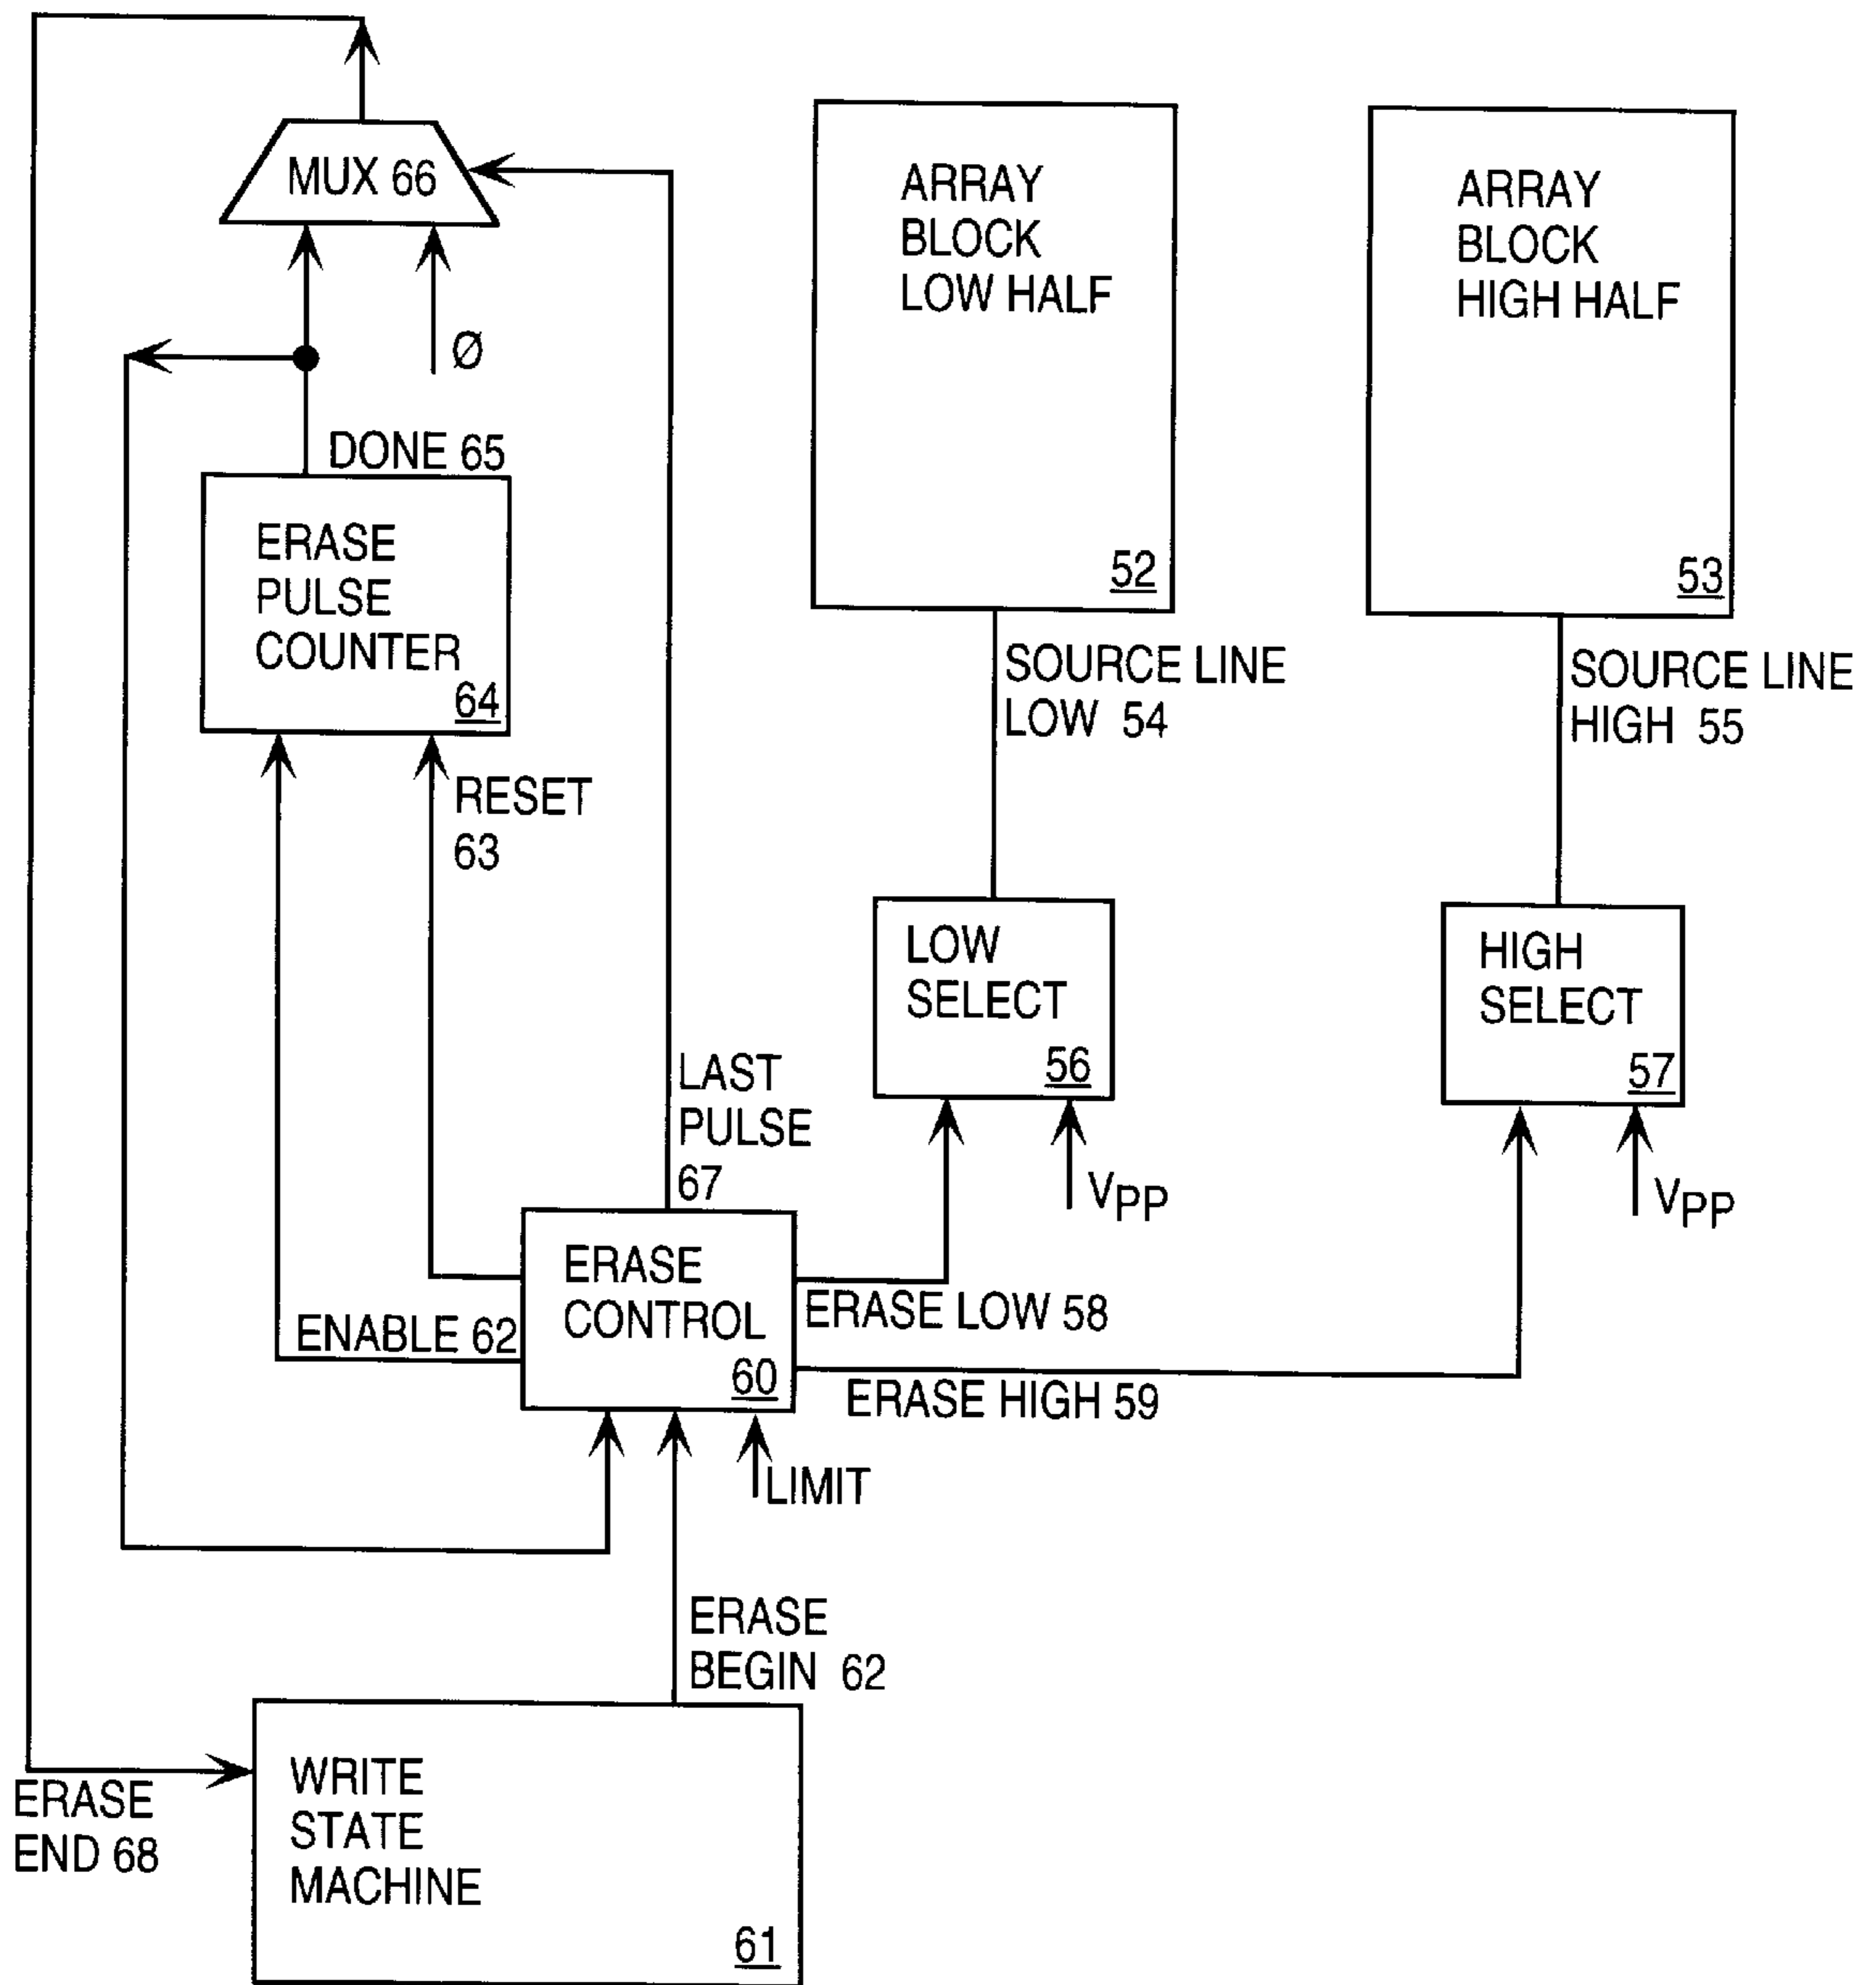 MUX 66
Ø
DONE 65
ERASE
PULSE
COUNTER
64
RESET
63
ARRAY
BLOCK
LOW HALF
52
ARRAY
BLOCK
HIGH HALF
53
SOURCE LINE
LOW 54
SOURCE LINE
HIGH 55
LOW
SELECT
56
HIGH
SELECT
57
VPP
VPP
LAST
PULSE
67
ERASE
CONTROL
60
ENABLE 62
ERASE LOW 58
ERASE HIGH 59
LIMIT
ERASE
BEGIN 62
ERASE
END 68
WRITE
STATE
MACHINE
61